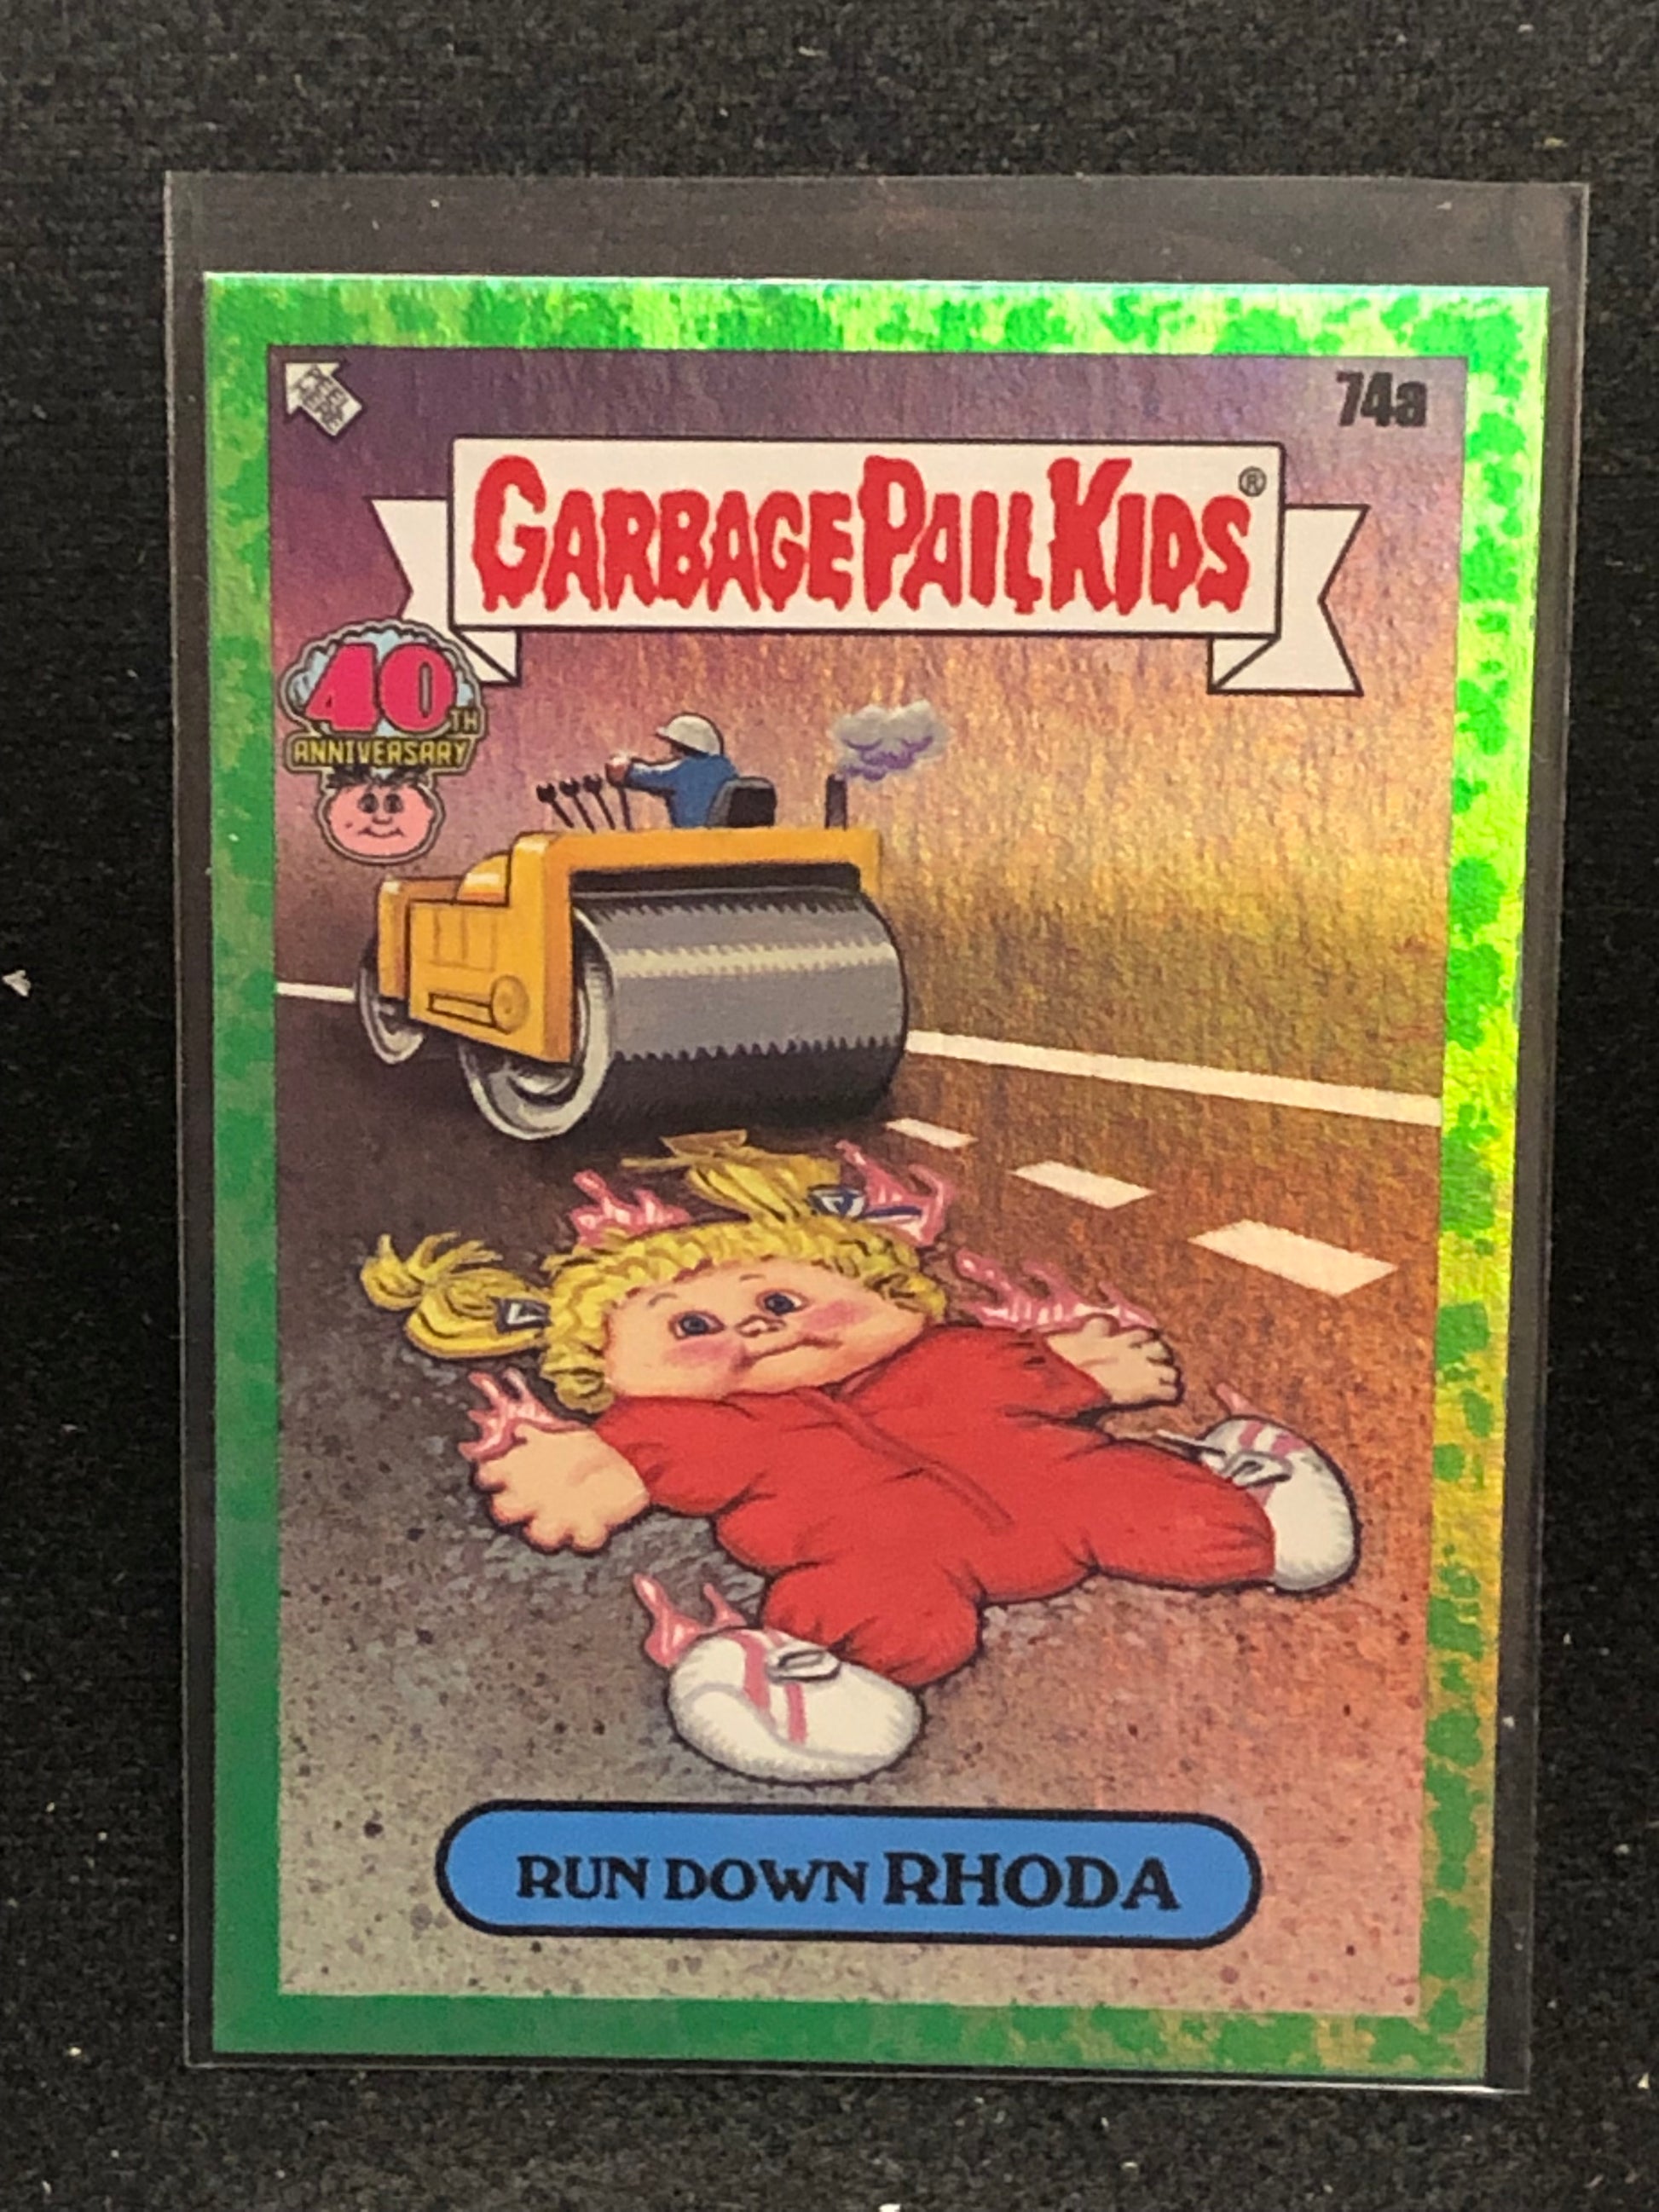 74a
GARBAGE PAIL KIDS®
40TH
ANNIVERSARY
RUN DOWN RHODA